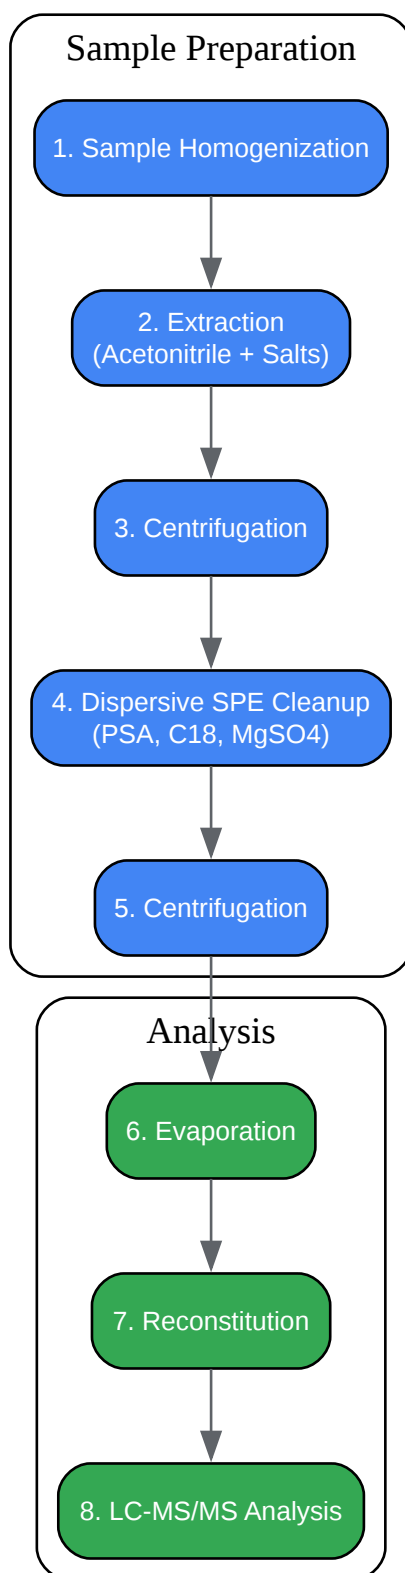 Sample Preparation
1. Sample Homogenization
2. Extraction
(Acetonitrile + Salts)
3. Centrifugation
4. Dispersive SPE Cleanup
(PSA, C18, MgSO4)
5. Centrifugation
Analysis
6. Evaporation
7. Reconstitution
8. LC-MS/MS Analysis